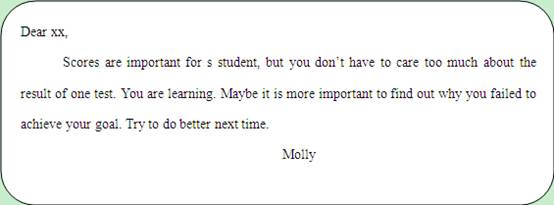 Dear xx,
Scores are important for s student, but you don't have to care too much about the
result of one test. You are learning. Maybe it is more important to find out why you failed to
achieve your goal. Try to do better next time.
Molly